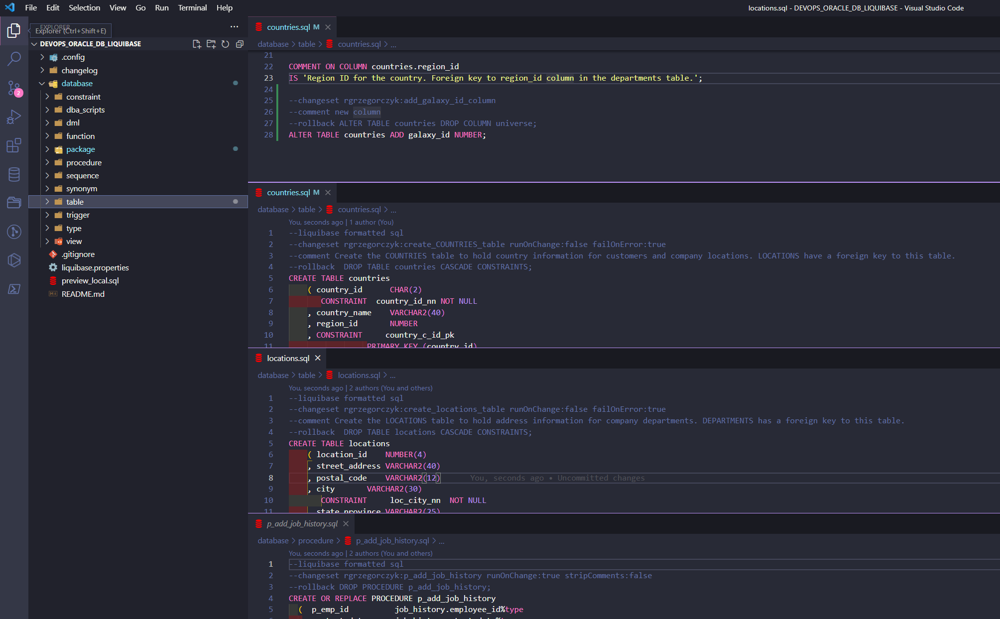 File Edit Selection View Go Run Terminal Help
locations.sql - DEVOPS_ORACLE_DB_LIQUIBASE - Visual Studio Code
EXPLORER
Explorer (Ctrl+Shift+E)
DEVOPS_ORACLE_DB_LIQUIBASE
.config
changelog
database
constraint
dba_scripts
dml
function
package
procedure
sequence
synonym
table
trigger
type
view
.gitignore
liquibase.properties
preview_local.sql
README.md
2
countries.sql M
database > table > countries.sql > ...
21
22 COMMENT ON COLUMN countries.region_id
23 IS 'Region ID for the country. Foreign key to region_id column in the departments table.';
24
25 --changeset rgrzegorczyk:add_galaxy_id_column
26 --comment new column
27 --rollback ALTER TABLE countries DROP COLUMN universe;
28 ALTER TABLE countries ADD galaxy_id NUMBER;
countries.sql M
database > table > countries.sql > ...
You, seconds ago | 1 author (You)
1 --liquibase formatted sql
2 --changeset rgrzegorczyk:create_COUNTRIES_table runOnChange:false failOnError:true
3 --comment Create the COUNTRIES table to hold country information for customers and company locations. LOCATIONS have a foreign key to this table.
4 --rollback  DROP TABLE countries CASCADE CONSTRAINTS;
5 CREATE TABLE countries
6 ( country_id CHAR(2)
7 CONSTRAINT country_id_nn NOT NULL
8 , country_name VARCHAR2(40)
9 , region_id NUMBER
10 , CONSTRAINT country_c_id_pk
11 PRIMARY KEY (country_id)
locations.sql
database > table > locations.sql > ...
You, seconds ago | 2 authors (You and others)
1 --liquibase formatted sql
2 --changeset rgrzegorczyk:create_locations_table runOnChange:false failOnError:true
3 --comment Create the LOCATIONS table to hold address information for company departments. DEPARTMENTS has a foreign key to this table.
4 --rollback  DROP TABLE locations CASCADE CONSTRAINTS;
5 CREATE TABLE locations
6 ( location_id NUMBER(4)
7 , street_address VARCHAR2(40)
8 , postal_code VARCHAR2(12) You, seconds ago • Uncommitted changes
9 , city VARCHAR2(30)
10 CONSTRAINT loc_city_nn NOT NULL
11 state_province VARCHAR2(25)
p_add_job_history.sql
database > procedure > p_add_job_history.sql > ...
You, seconds ago | 2 authors (You and others)
1 --liquibase formatted sql
2 --changeset rgrzegorczyk:p_add_job_history runOnChange:true stripComments:false
3 --rollback DROP PROCEDURE p_add_job_history;
4 CREATE OR REPLACE PROCEDURE p_add_job_history
5 ( p_emp_id job_history.employee_id%type